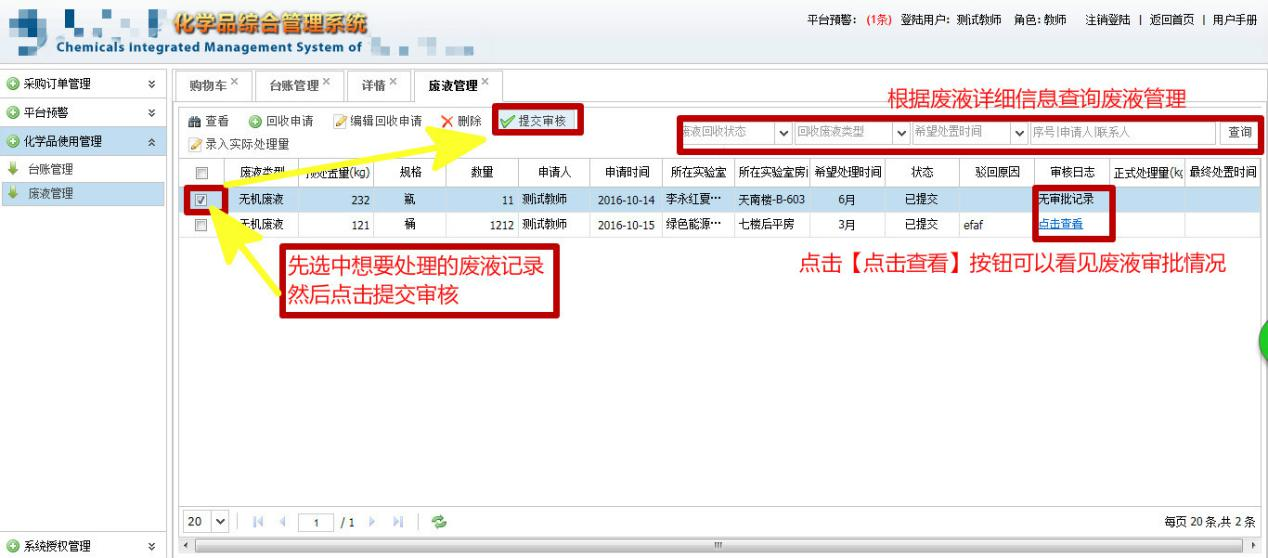 化学品综合管理系统
Chemicals Integrated Management System of
平台预警: (1条) 登陆用户: 测试教师 角色:教师 注销登陆 | 返回首页 | 用户手册
采购订单管理
平台预警
化学品使用管理
台账管理
废液管理
系统授权管理
购物车 台账管理 详情 废液管理
根据废液详细信息查询废液管理
查看 回收申请 编辑回收申请 删除 提交审核
录入实际处理量
液回收状态 回收废液类型 希望处置时间 序号|申请人|联系人 查询
废液类型 处置量(kg) 规格 数量 申请人 申请时间 所在实验室 所在实验室房 希望处理时间 状态 驳回原因 审核日志 正式处理量(k 最终处置时间
无机废液 232 瓶 11 测试教师 2016-10-14 李永红夏… 天南楼-B-603 6月 已提交 无审批记录
无机废液 121 桶 1212 测试教师 2016-10-15 绿色能源… 七楼后平房 3月 已提交 efaf 点击查看
先选中想要处理的废液记录
然后点击提交审核
点击【点击查看】按钮可以看见废液审批情况
20 1 / 1 每页 20 条,共 2 条